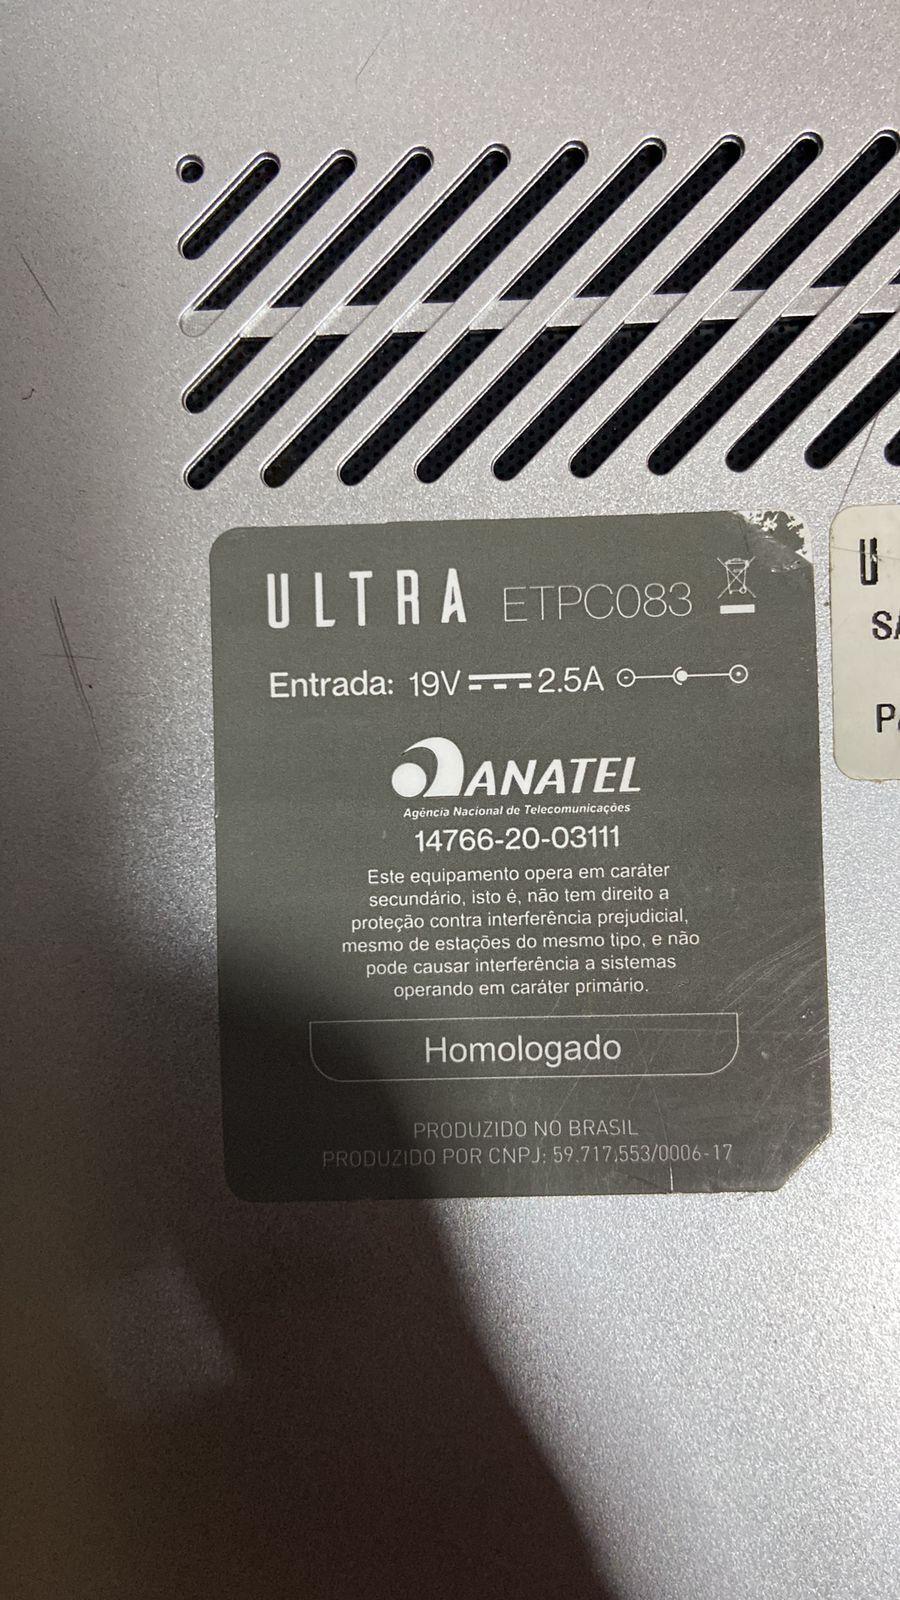 ULTRA ETPC083
Entrada: 19V 2.5A
ANATEL
Agência Nacional de Telecomunicações
14766-20-03111
Este equipamento opera em caráter
secundário, isto é, não tem direito a
proteção contra interferência prejudicial,
mesmo de estações do mesmo tipo, e não
pode causar interferência a sistemas
operando em caráter primário.
Homologado
PRODUZIDO NO BRASIL
PRODUZIDO POR CNPJ: 59.717.553/0006-17
U